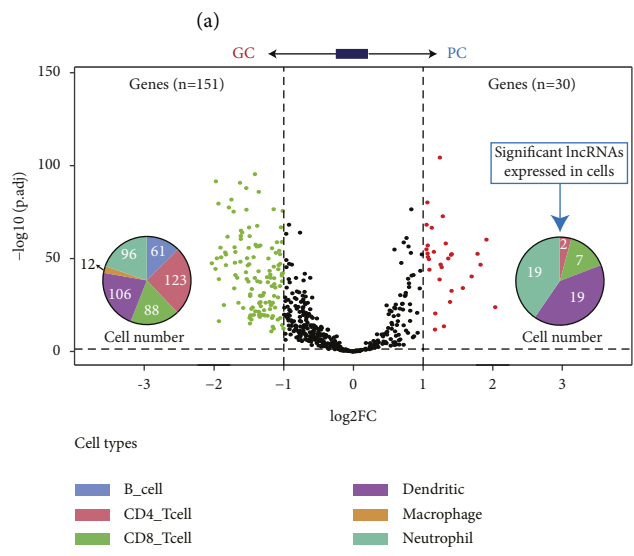 (a)
GC
PC
150
Genes (n=151)
Genes (n=30)
Significant lncRNAs
expressed in cells
100
−log10 (p.adj)
50
0
96
61
12
123
106
88
Cell number
2
7
19
19
Cell number
-3
−2
−1
0
1
2
3
log2FC
Cell types
B_cell
CD4_Tcell
CD8_Tcell
Dendritic
Macrophage
Neutrophil